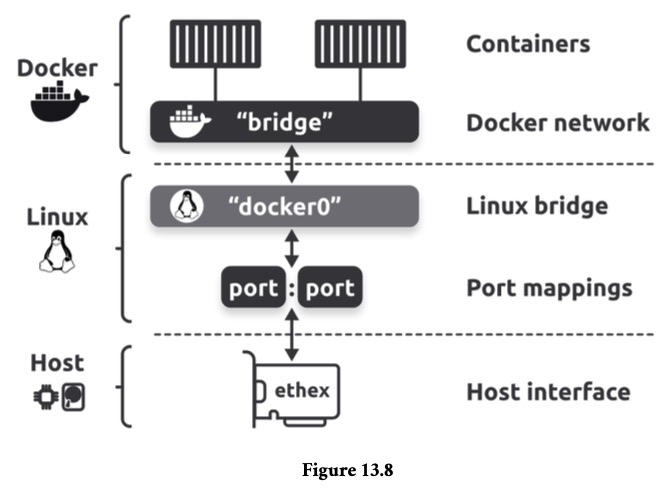 Docker
Containers
“bridge”
Docker network
Linux
“docker0”
Linux bridge
port : port
Port mappings
Host
ethex
Host interface
Figure 13.8